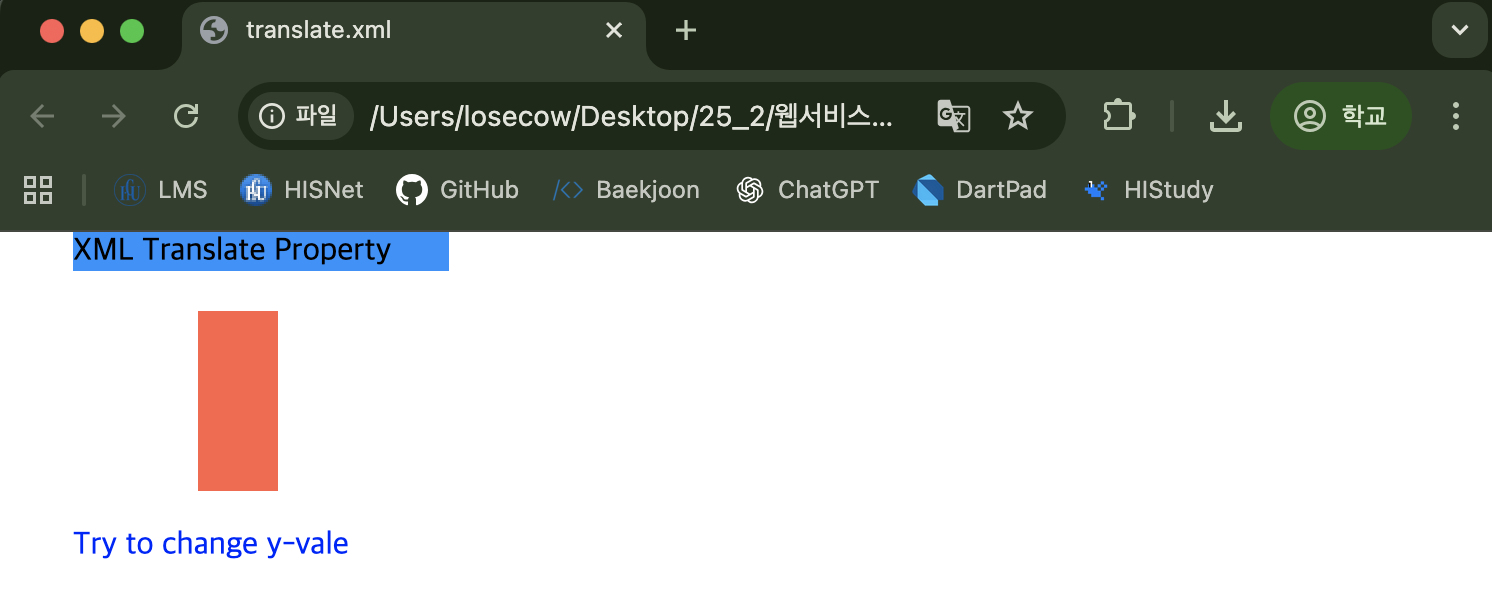 translate.xml
파일 /Users/losecow/Desktop/25_2/웹서비스... 학교
LMS HISNet GitHub Baekjoon ChatGPT DartPad HIStudy
XML Translate Property
Try to change y-vale